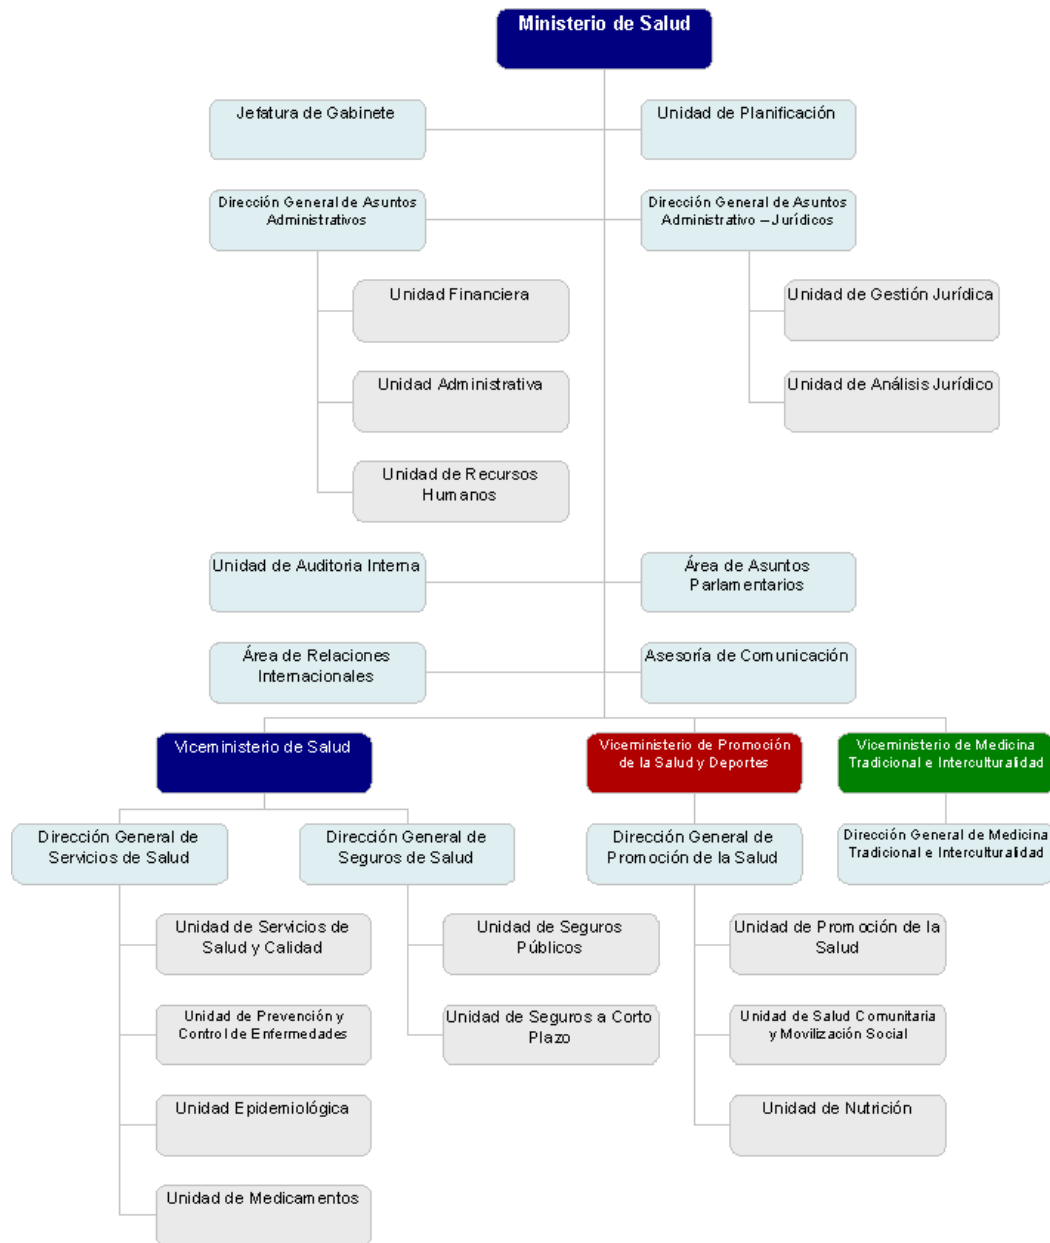 Ministerio de Salud
Jefatura de Gabinete
Unidad de Planificación
Dirección General de Asuntos
Administrativos
Dirección General de Asuntos
Administrativo – Jurídicos
Unidad Financiera
Unidad de Gestión Jurídica
Unidad Administrativa
Unidad de Análisis Jurídico
Unidad de Recursos
Humanos
Unidad de Auditoria Interna
Área de Asuntos
Parlamentarios
Área de Relaciones
Internacionales
Asesoría de Comunicación
Viceministerio de Salud
Viceministerio de Promoción
de la Salud y Deportes
Viceministerio de Medicina
Tradicional e Interculturalidad
Dirección General de
Servicios de Salud
Dirección General de
Seguros de Salud
Dirección General de
Promoción de la Salud
Dirección General de Medicina
Tradicional e Interculturalidad
Unidad de Servicios de
Salud y Calidad
Unidad de Seguros
Públicos
Unidad de Promoción de la
Salud
Unidad de Prevención y
Control de Enfermedades
Unidad de Seguros a Corto
Plazo
Unidad de Salud Comunitaria
y Movilización Social
Unidad Epidemiológica
Unidad de Nutrición
Unidad de Medicamentos